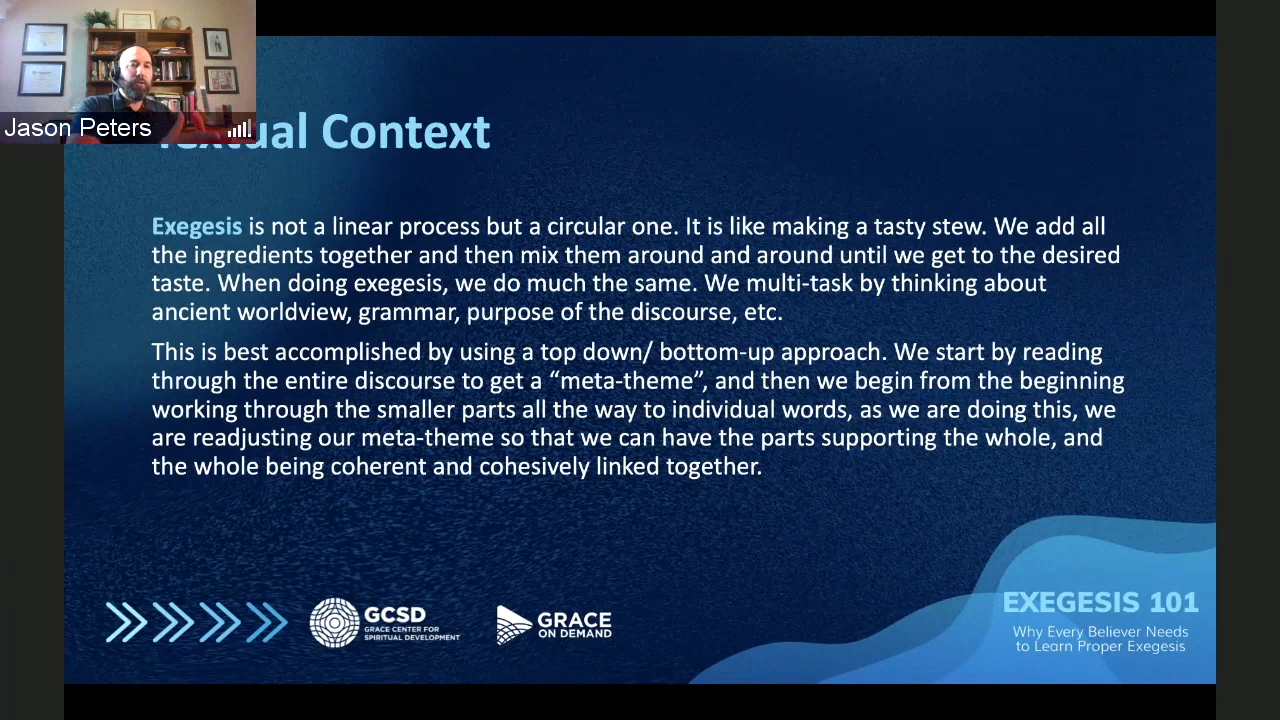 Jason Peters
Context
Exegesis is not a linear process but a circular one. It is like making a tasty stew. We add all
the ingredients together and then mix them around and around until we get to the desired
taste. When doing exegesis, we do much the same. We multi-task by thinking about
ancient worldview, grammar, purpose of the discourse, etc.
This is best accomplished by using a top down/ bottom-up approach. We start by reading
through the entire discourse to get a “meta-theme”, and then we begin from the beginning
working through the smaller parts all the way to individual words, as we are doing this, we
are readjusting our meta-theme so that we can have the parts supporting the whole, and
the whole being coherent and cohesively linked together.
GCSD
GRACE CENTER FOR
SPIRITUAL DEVELOPMENT
GRACE
ON DEMAND
EXEGESIS 101
Why Every Believer Needs
to Learn Proper Exegesis